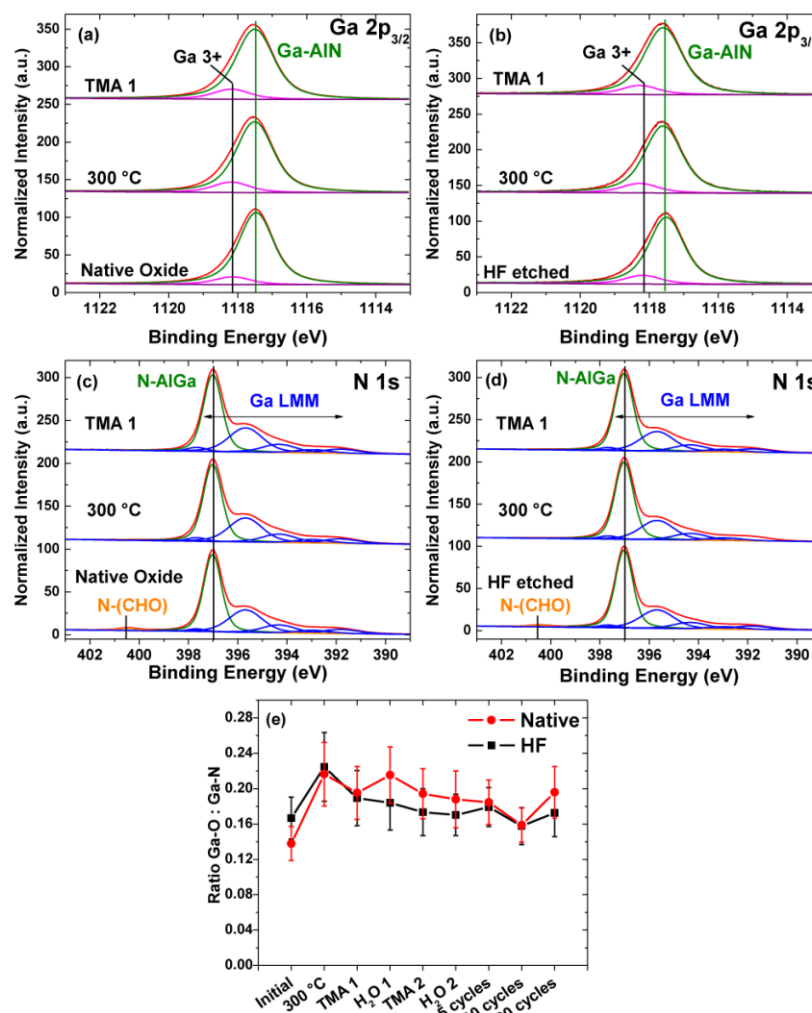 (a) Ga 2p3/2
Ga 3+ Ga-AlN
TMA 1
300 °C
Native Oxide
Normalized Intensity (a.u.)
350
300
250
200
150
100
50
0
1122 1120 1118 1116 1114
Binding Energy (eV)
(b) Ga 2p3/
Ga 3+ Ga-AlN
TMA 1
300 °C
HF etched
Normalized Intensity (a.u.)
350
300
250
200
150
100
50
0
1122 1120 1118 1116 1114
Binding Energy (eV)
(c) N-AlGa N 1s
Ga LMM
TMA 1
300 °C
Native Oxide
N-(CHO)
Normalized Intensity (a.u.)
300
250
200
150
100
50
0
402 400 398 396 394 392 390
Binding Energy (eV)
(d) N-AlGa N 1s
Ga LMM
TMA 1
300 °C
HF etched
N-(CHO)
Normalized Intensity (a.u.)
300
250
200
150
100
50
0
402 400 398 396 394 392 390
Binding Energy (eV)
(e)
Native
HF
Ratio Ga-O : Ga-N
0.28
0.24
0.20
0.16
0.12
0.08
0.04
0.00
Initial
300 °C
TMA 1
H2O 1
TMA 2
H2O 2
5 cycles
0 cycles
0 cycles